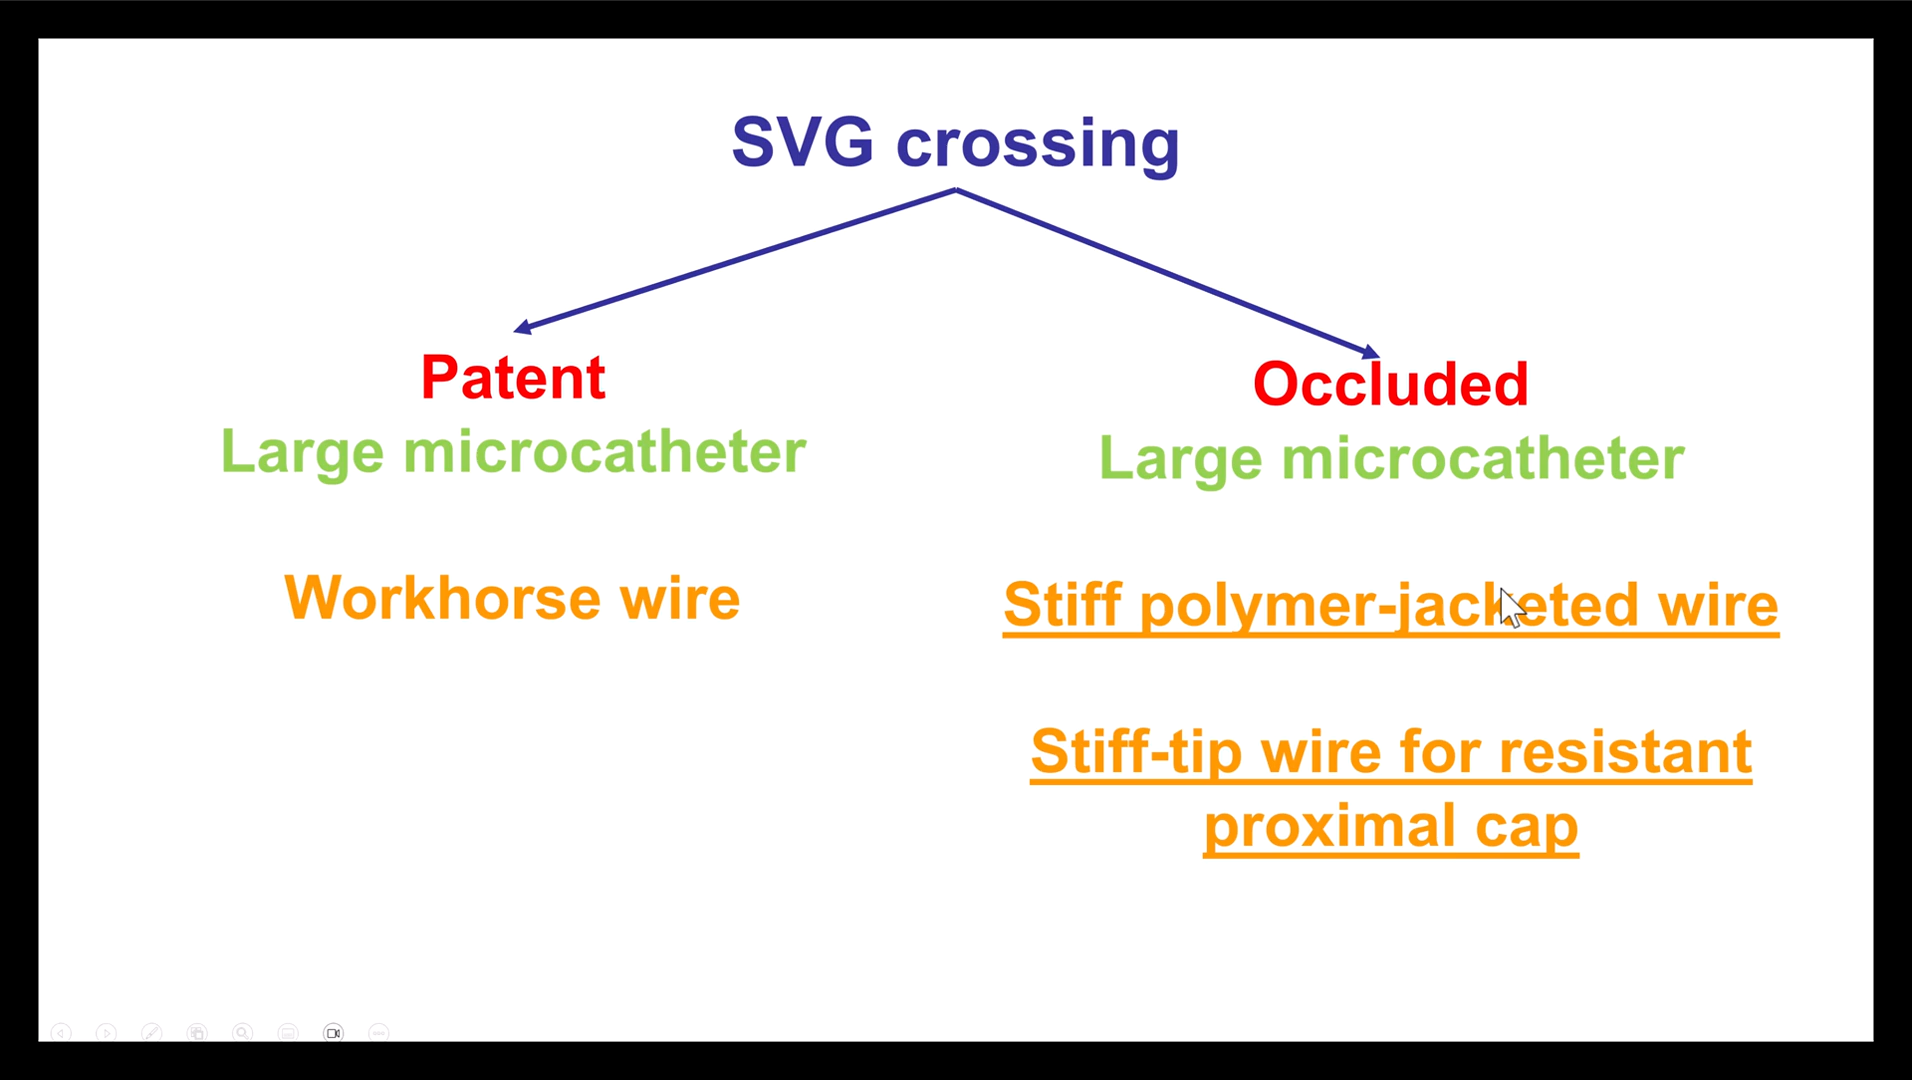 SVG crossing
Patent
Large microcatheter
Workhorse wire
Occluded
Large microcatheter
Stiff polymer-jacketed wire
Stiff-tip wire for resistant
proximal cap